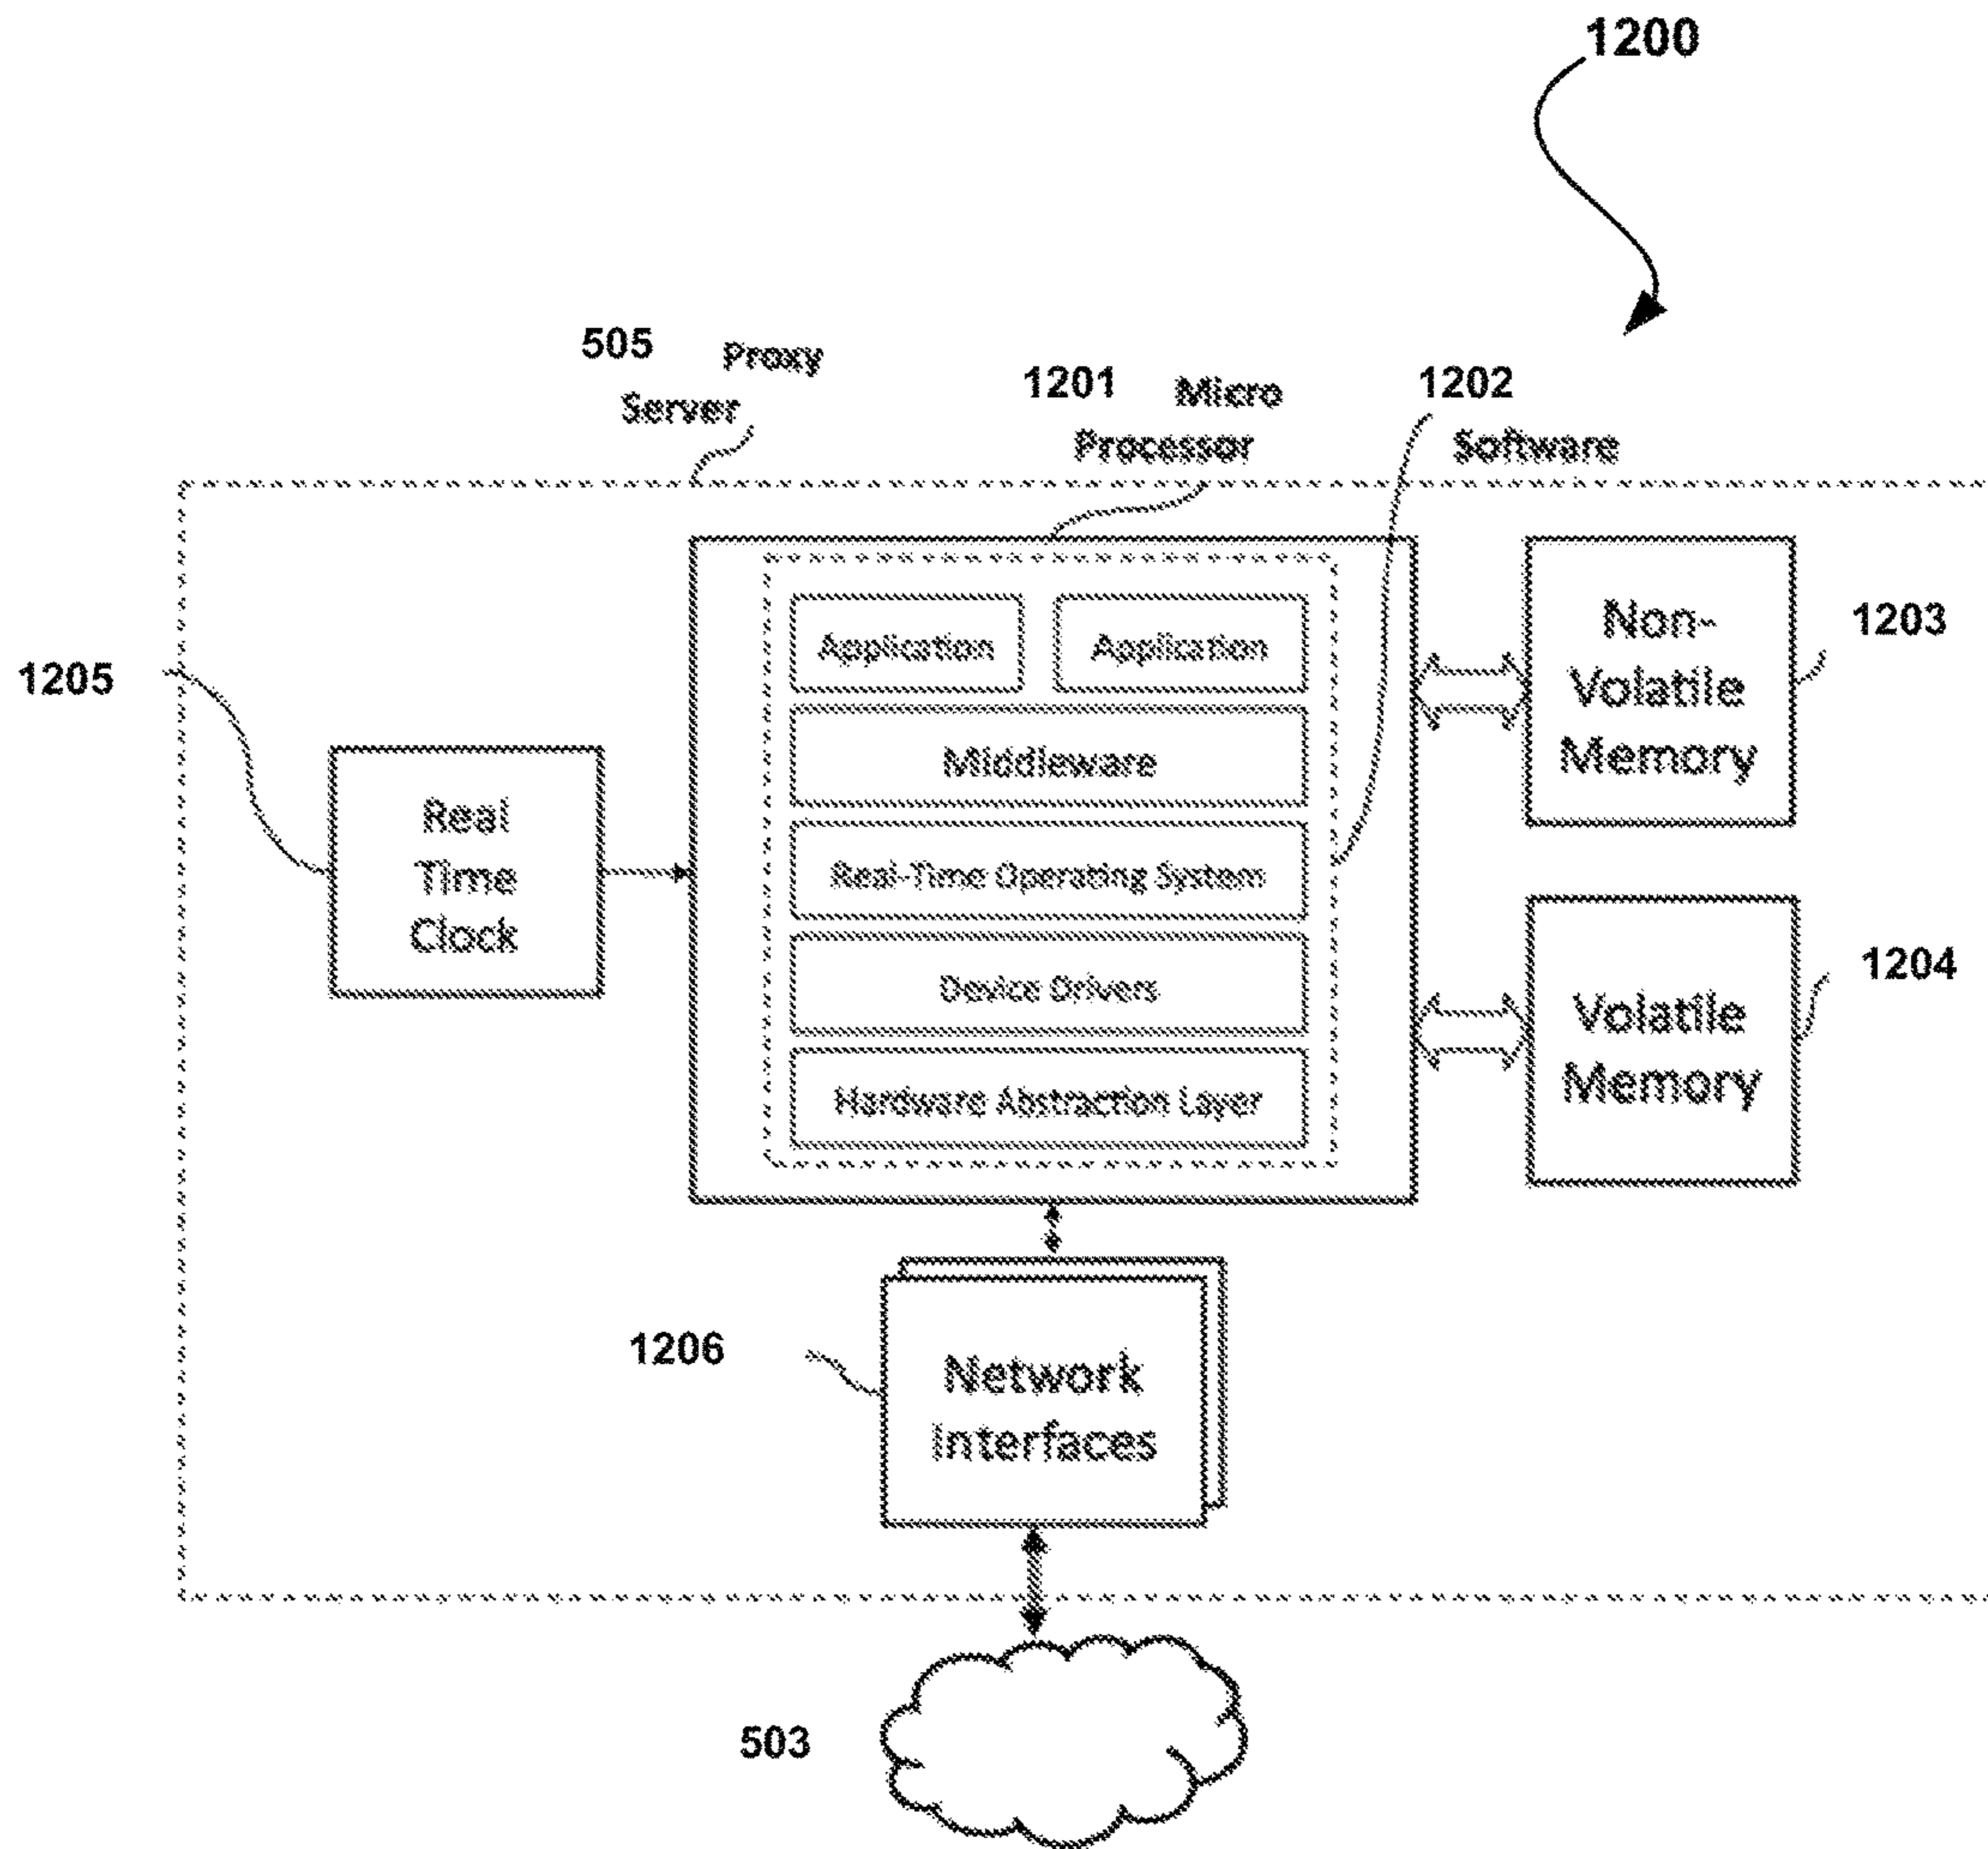 1200
505 Proxy
Server
1201 Micro
Processor
1202
Software
Application
Application
Middleware
Real-Time Operating System
Device Drivers
Hardware Abstraction Layer
Non-
Volatile
Memory
1203
1205
Real
Time
Clock
Volatile
Memory
1204
1206
Network
Interfaces
503